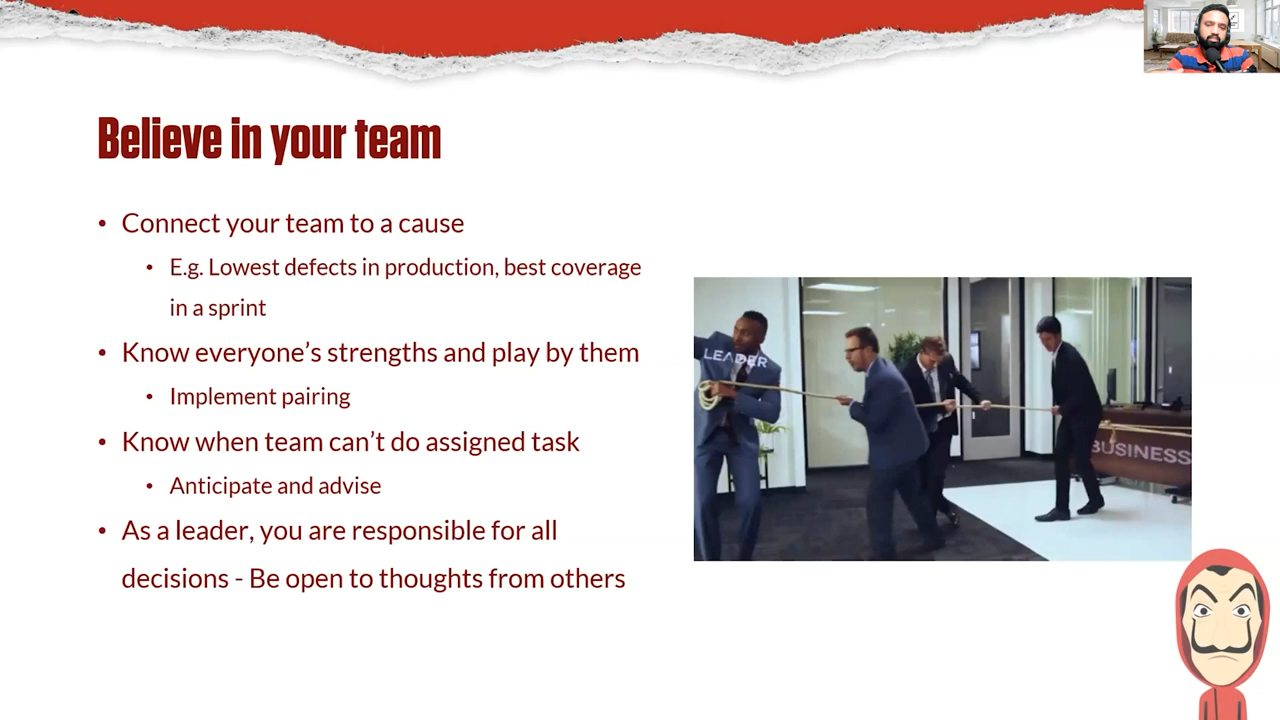 Believe in your team
• Connect your team to a cause
• E.g. Lowest defects in production, best coverage
in a sprint
• Know everyone’s strengths and play by them
• Implement pairing
• Know when team can’t do assigned task
• Anticipate and advise
• As a leader, you are responsible for all
decisions - Be open to thoughts from others
LEADER
BUSINESS